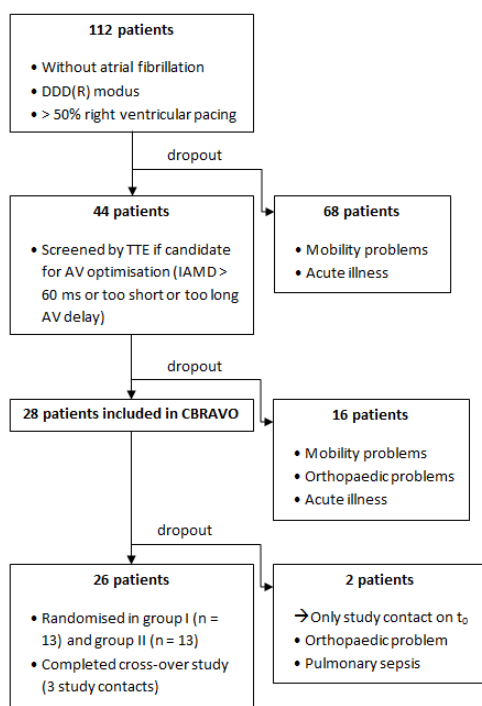 112 patients
• Without atrial fibrillation
• DDD(R) modus
• > 50% right ventricular pacing
dropout
44 patients
• Screened by TTE if candidate
for AV optimisation (IAMD >
60 ms or too short or too long
AV delay)
68 patients
• Mobility problems
• Acute illness
dropout
28 patients included in CBRAVO
16 patients
• Mobility problems
• Orthopaedic problems
• Acute illness
dropout
26 patients
• Randomised in group I (n =
13) and group II (n = 13)
• Completed cross-over study
(3 study contacts)
2 patients
→Only study contact on t₀
• Orthopaedic problem
• Pulmonary sepsis